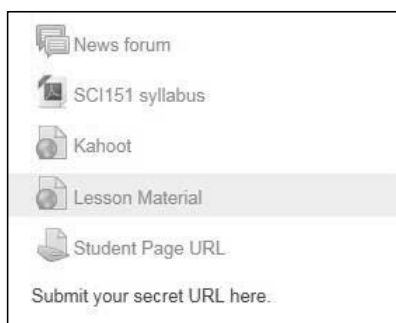 News forum
SCI151 syllabus
Kahoot
Lesson Material
Student Page URL
Submit your secret URL here.